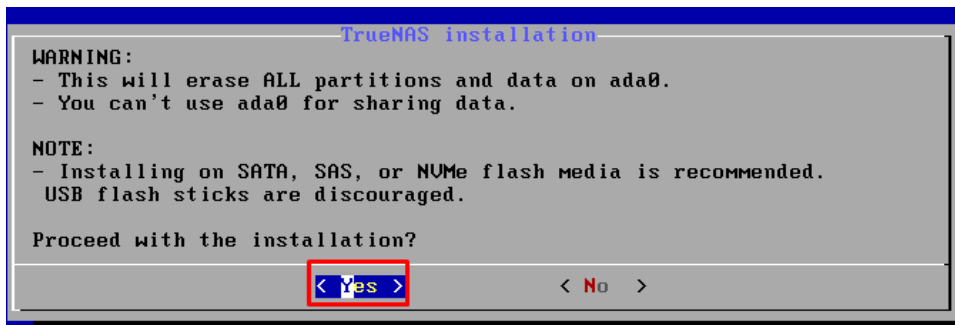 TrueNAS installation
WARNING:
- This will erase ALL partitions and data on ada0.
- You can't use ada0 for sharing data.
NOTE:
- Installing on SATA, SAS, or NVMe flash media is recommended.
USB flash sticks are discouraged.
Proceed with the installation?
< Yes > < No >